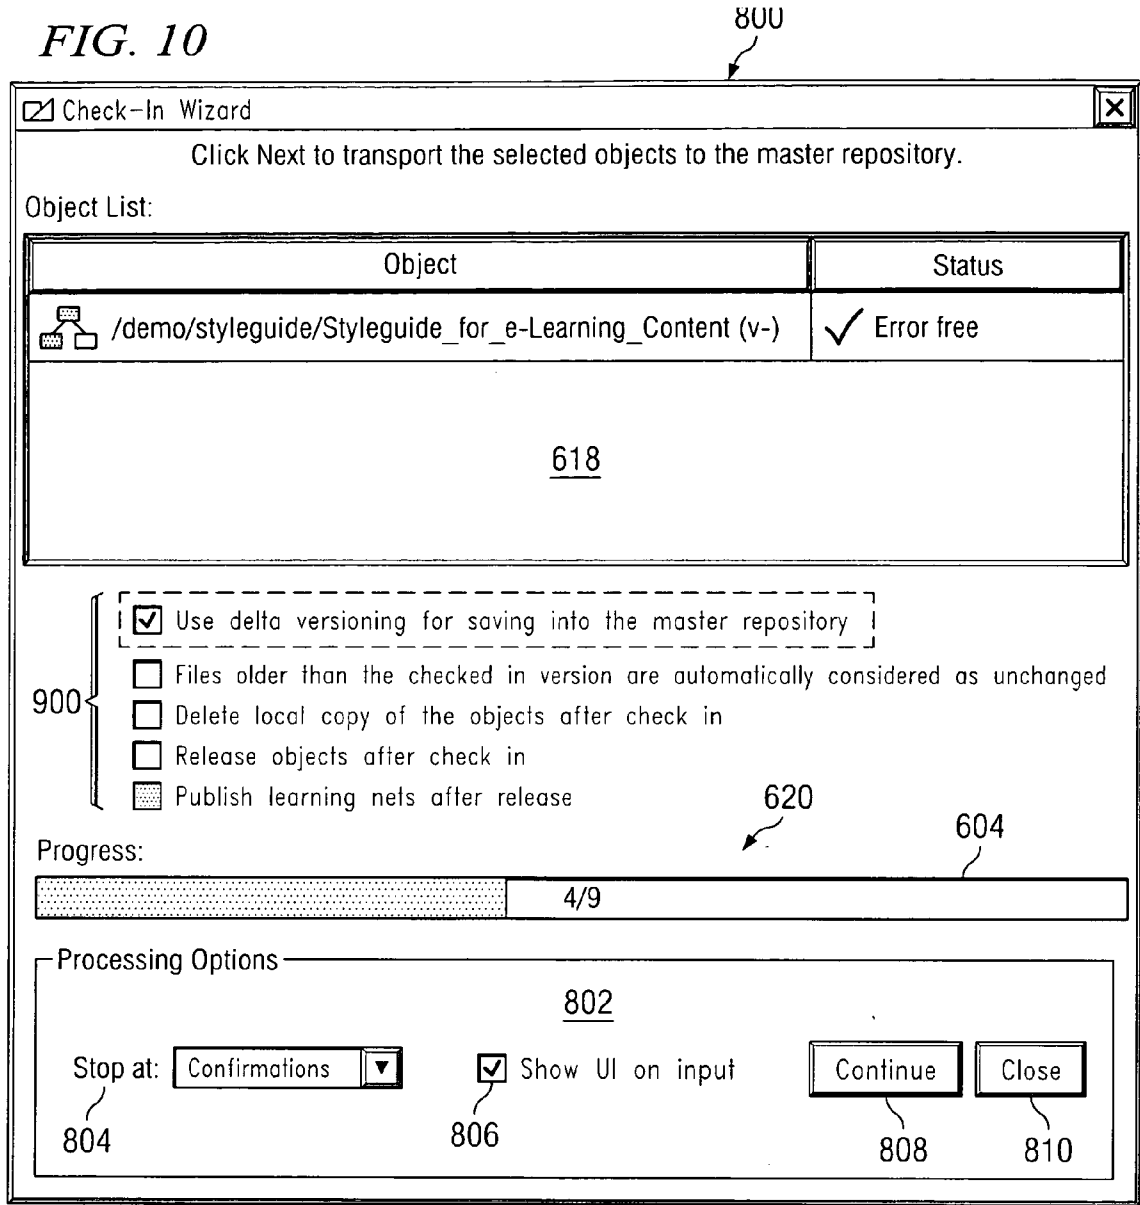 FIG. 10
800
Check-In Wizard
Click Next to transport the selected objects to the master repository.
Object List:
Object Status
/demo/styleguide/Styleguide_for_e-Learning_Content (v-) Error free
618
Use delta versioning for saving into the master repository
Files older than the checked in version are automatically considered as unchanged
900
Delete local copy of the objects after check in
Release objects after check in
Publish learning nets after release
620
604
Progress:
4/9
Processing Options
802
Stop at: Confirmations Show UI on input Continue Close
804 806 808 810